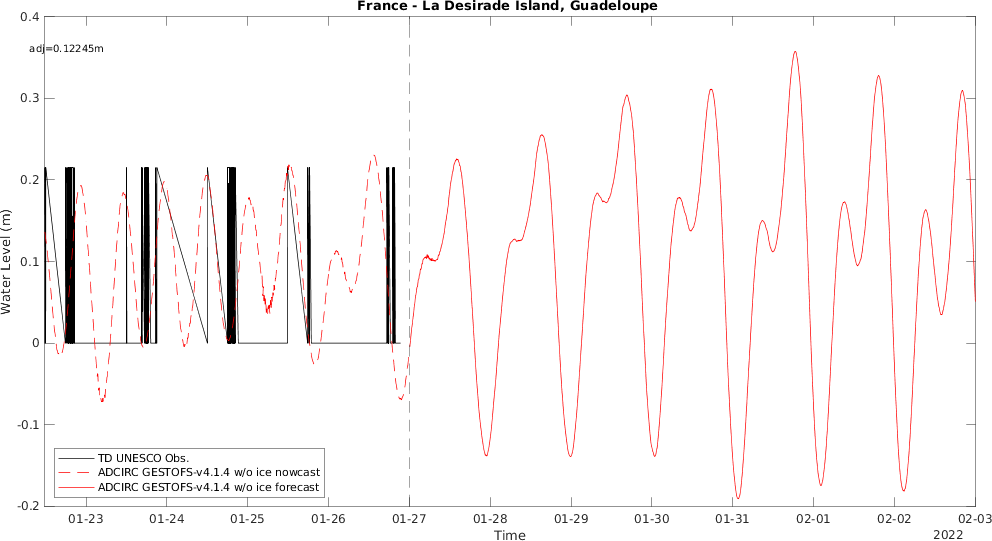 France - La Desirade Island, Guadeloupe
adj=0.12245m
0.4
0.3
0.2
0.1
0
-0.1
-0.2
Water Level (m)
TD UNESCO Obs.
ADCIRC GESTOFS-v4.1.4 w/o ice nowcast
ADCIRC GESTOFS-v4.1.4 w/o ice forecast
01-23 01-24 01-25 01-26 01-27 01-28 01-29 01-30 01-31 02-01 02-02 02-03
Time
2022